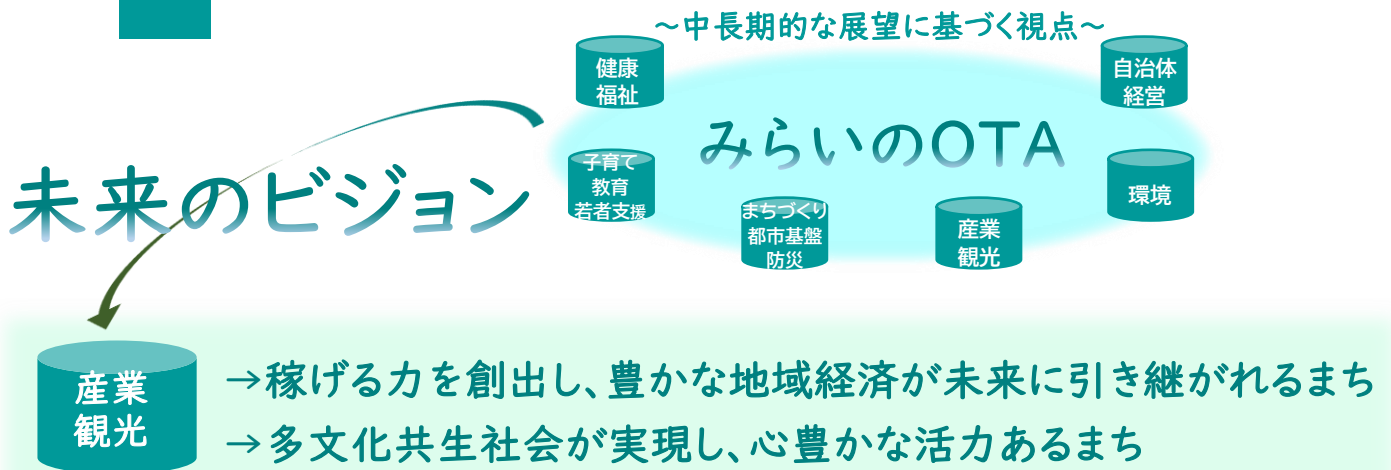 ~中長期的な展望に基づく視点~
健康
福祉
自治体
経営
みらいのOTA
未来のビジョン
子育て
教育
若者支援
環境
まちづくり
都市基盤
防災
産業
観光
産業
観光
→稼げる力を創出し、豊かな地域経済が未来に引き継がれるまち
→多文化共生社会が実現し、心豊かな活力あるまち